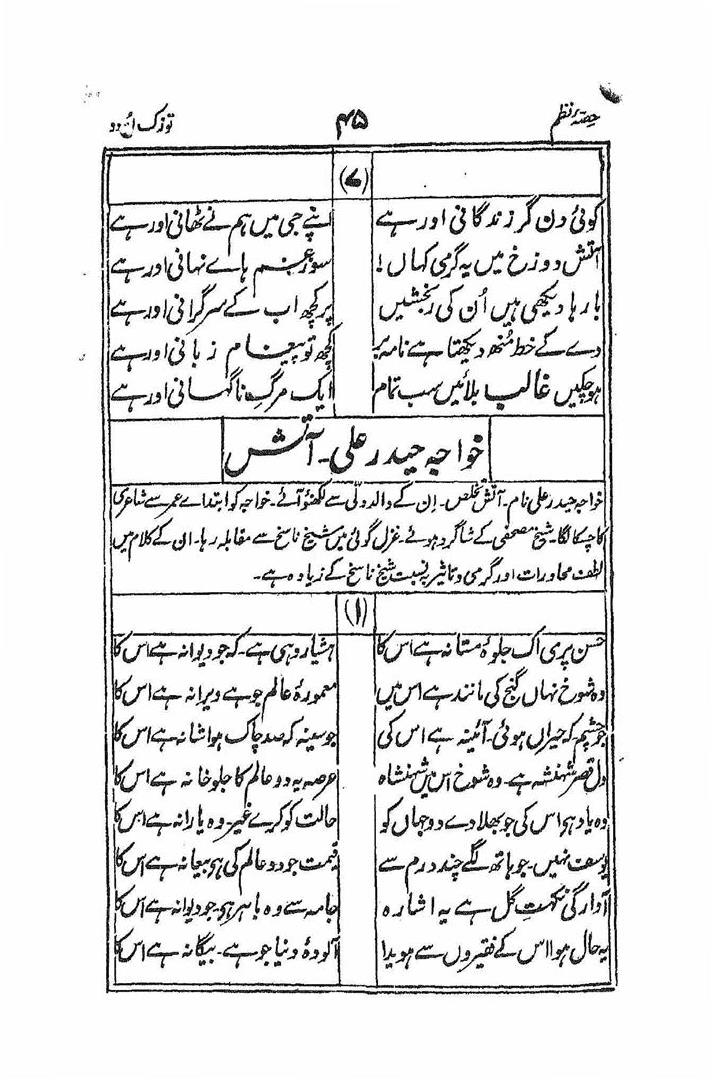 حصۂ نظم ۴۵ توزک اُردو
(۷)
کوئی دن گر زندگانی اور ہے اپنے جی میں ہم نے ٹھانی اور ہے
آتش دوزخ میں یہ گرمی کہاں! سوزِ غم ہاے نہانی اور ہے
بارہا دیکھی ہیں اُن کی رنجشیں پر کچھ اب کے سرگرانی اور ہے
دے کے خط منھ دیکھتا ہے نامہ بر کچھ تو پیغام زبانی اور ہے
ہو چکیں غالب بلائیں سب تمام ایک مرگِ ناگہانی اور ہے
خواجہ حیدر علی۔ آتش
خواجہ حیدر علی نام۔ آتش تخلص۔ اِن کے والد دلّی سے لکھنؤ آئے۔ خواجہ کو ابتداے عمر سے شاعری
کا چسکا لگا۔ شیخ مصحفی کے شاگرد ہوئے۔ غزل گوئی میں شیخ ناسخ سے مقابلہ رہا۔ ان کے کلام میں
لطف محاورات اور گرمی و تاثیر بہ نسبت شیخ ناسخ کے زیادہ ہے۔
(۱)
حسن پری اک جلوۂ مستانہ ہے اس کا ہشیار وہی ہے۔ کہ جو دیوانہ ہے اس کا
وہ شوخ نہاں گنج کی مانند ہے اس میں معمورۂ عالم جو ہے ویرانہ ہے اس کا
جو چشم کہ حیراں ہوئی۔ آئینہ ہے اس کی جو سینہ کہ صد چاک ہوا شانہ ہے اس کا
دل قصرِ شہنشہ ہے۔ وہ شوخ اس میں شہنشاہ عرصہ یہ دو عالم کا جلوخانہ ہے اس کا
وہ یاد ہی اس کی جو بھلا دے دو جہاں کو حالت کو کرے غیر۔ وہ یارانہ ہے اس کا
یوسف نہیں۔ جو ہاتھ لگے چند درم سے قیمت جو دو عالم کی ہی بیعانہ ہے اس کا
آوارگی نکہتِ گل ہے یہ اشارہ جامہ سے وہ باہر ہی۔ جو دیوانہ ہے اس کا
یہ حال ہوا اس کے فقیروں سے ہویدا آلودۂ دنیا جو ہے۔ بیگانہ ہے اس کا